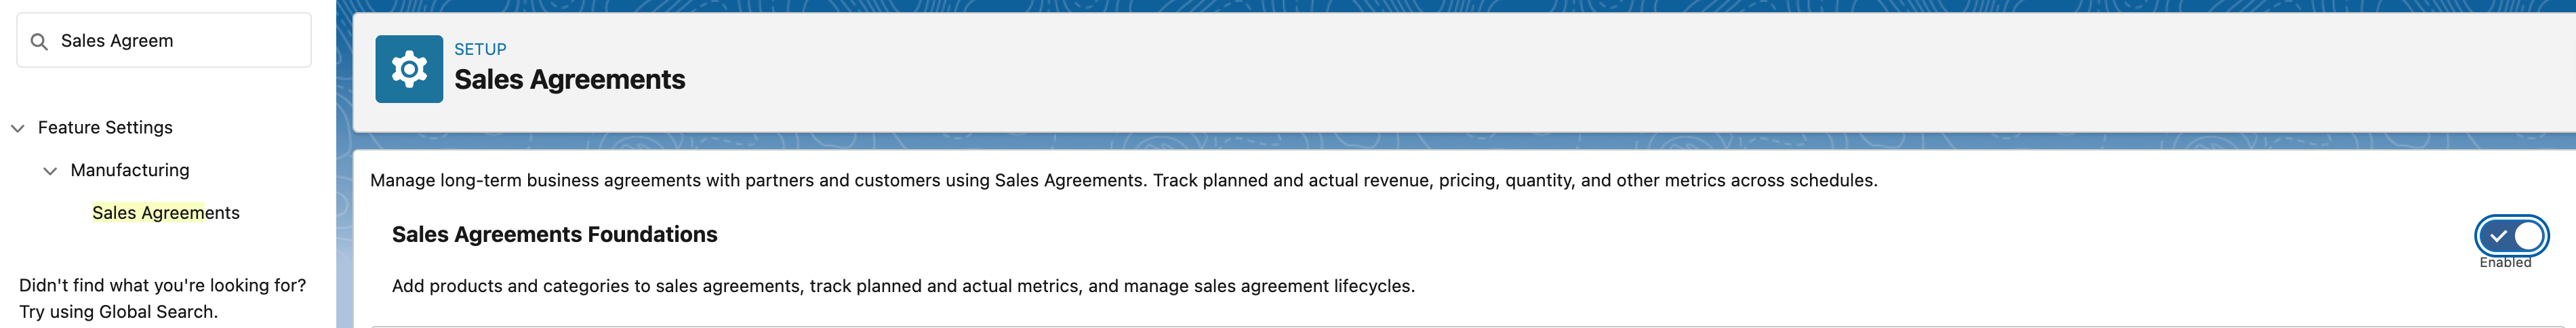 Sales Agreem
Feature Settings
Manufacturing
Sales Agreements
Didn't find what you're looking for?
Try using Global Search.
SETUP
Sales Agreements
Manage long-term business agreements with partners and customers using Sales Agreements. Track planned and actual revenue, pricing, quantity, and other metrics across schedules.
Sales Agreements Foundations
Enabled
Add products and categories to sales agreements, track planned and actual metrics, and manage sales agreement lifecycles.